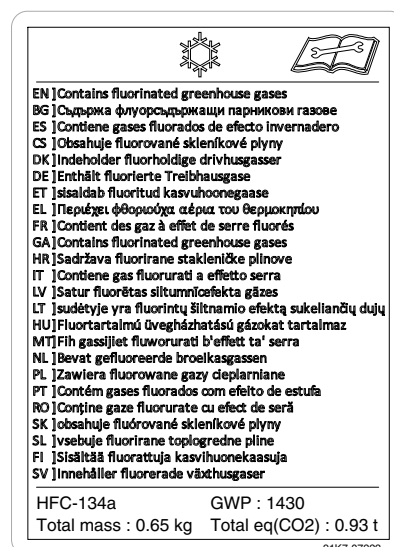 EN ]Contains fluorinated greenhouse gases
BG ]Съдържа флуорсъдържащи парникови газове
ES ]Contiene gases fluorados de efecto invernadero
CS ]Obsahuje fluorované skleníkové plyny
DK ]Indeholder fluorholdige drivhusgasser
DE ]Enthält fluorierte Treibhausgase
ET ]sisaldab fluoritud kasvuhoonegaase
EL ]Περιέχει φθοριούχα αέρια του θερμοκηπίου
FR ]Contient des gaz à effet de serre fluorés
GA]Contains fluorinated greenhouse gases
HR]Sadržava fluorirane stakleničke plinove
IT ]Contiene gas fluorurati a effetto serra
LV ]Satur fluorētas siltumnīcefekta gāzes
LT ]sudėtyje yra fluorintų šiltnamio efektą sukeliančių dujų
HU]Fluortartalmú üvegházhatású gázokat tartalmaz
MT]Fih gassijiet fluworurati b'effett ta' serra
NL ]Bevat gefluoreerde broeikasgassen
PL ]Zawiera fluorowane gazy cieplarniane
PT ]Contém gases fluorados com efeito de estufa
RO]Conține gaze fluorurate cu efect de seră
SK ]obsahuje fluórované skleníkové plyny
SL ]vsebuje fluorirane toplogredne pline
FI ]Sisältää fluorattuja kasvihuonekaasuja
SV ]Innehåller fluorerade växthusgaser
HFC-134a GWP : 1430
Total mass : 0.65 kg Total eq(CO2) : 0.93 t